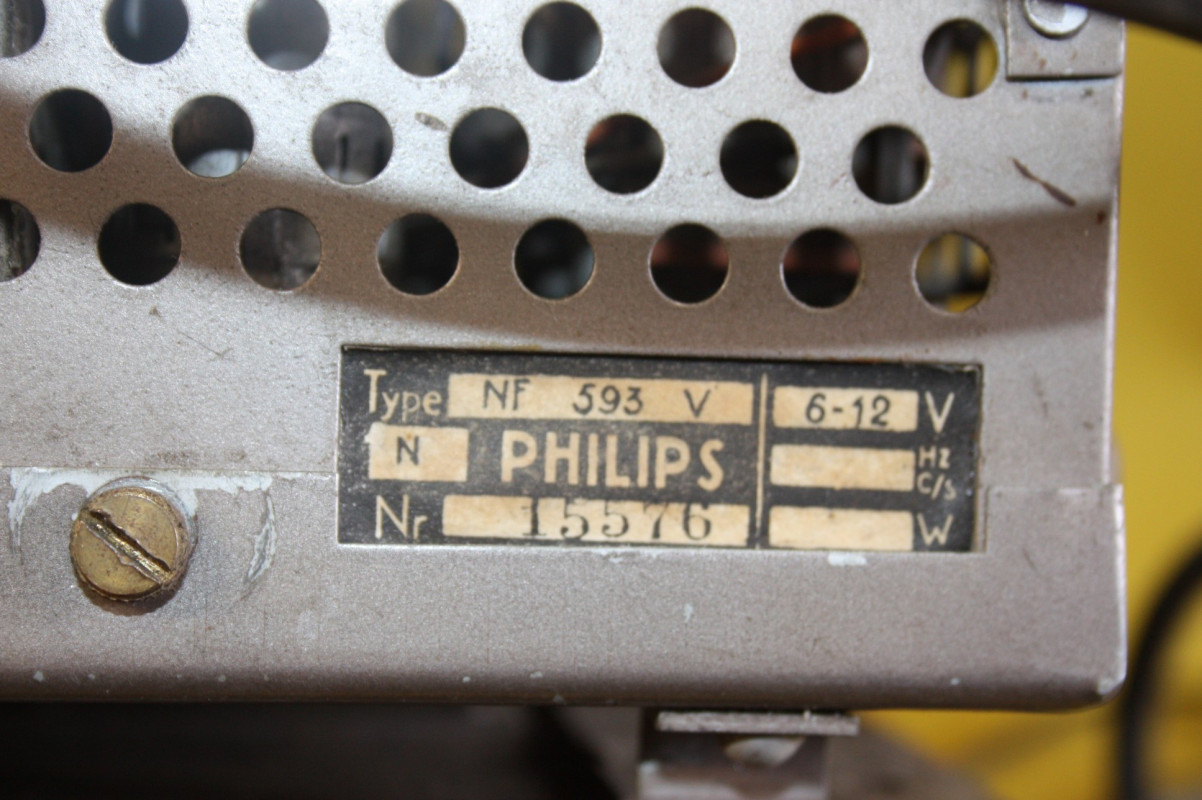 Type NF 593 V 6-12 V
N PHILIPS Hz
C/s
Nr 15576 W